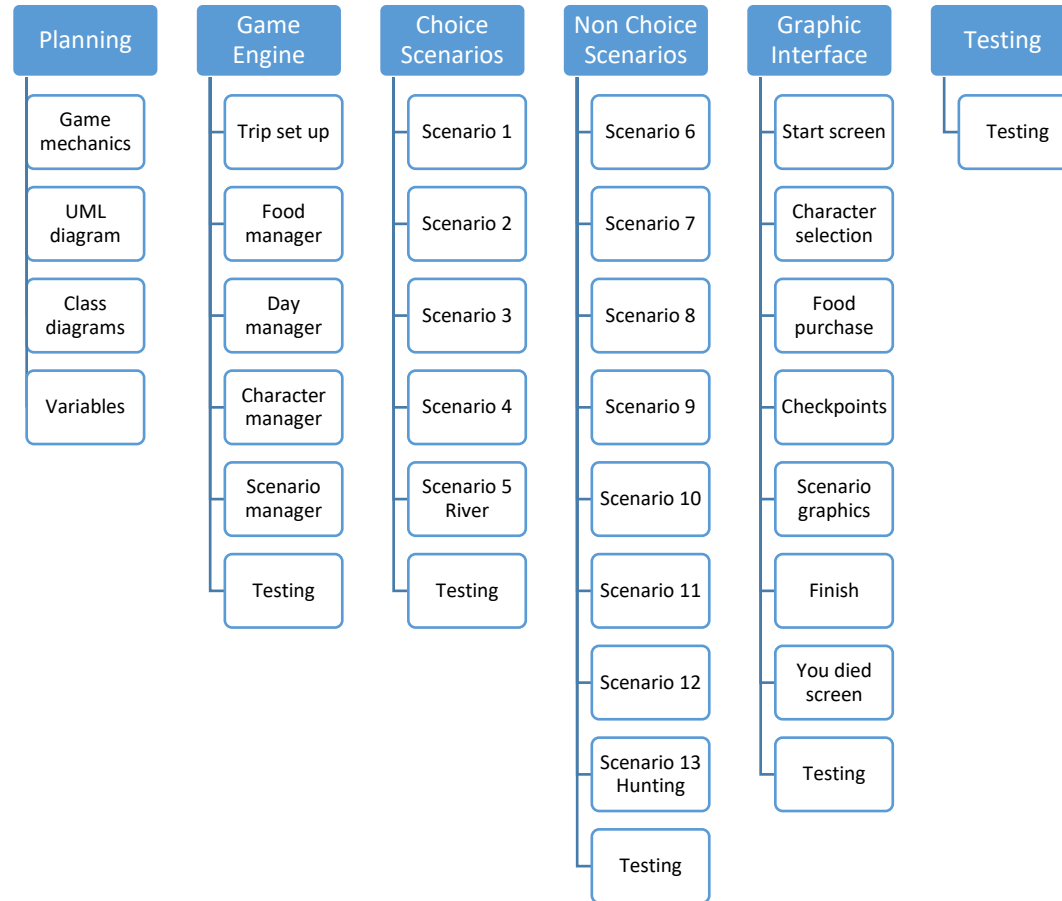 Planning
Game
mechanics
UML
diagram
Class
diagrams
Variables
Game
Engine
Trip set up
Food
manager
Day
manager
Character
manager
Scenario
manager
Testing
Choice
Scenarios
Scenario 1
Scenario 2
Scenario 3
Scenario 4
Scenario 5
River
Testing
Non Choice
Scenarios
Scenario 6
Scenario 7
Scenario 8
Scenario 9
Scenario 10
Scenario 11
Scenario 12
Scenario 13
Hunting
Testing
Graphic
Interface
Start screen
Character
selection
Food
purchase
Checkpoints
Scenario
graphics
Finish
You died
screen
Testing
Testing
Testing